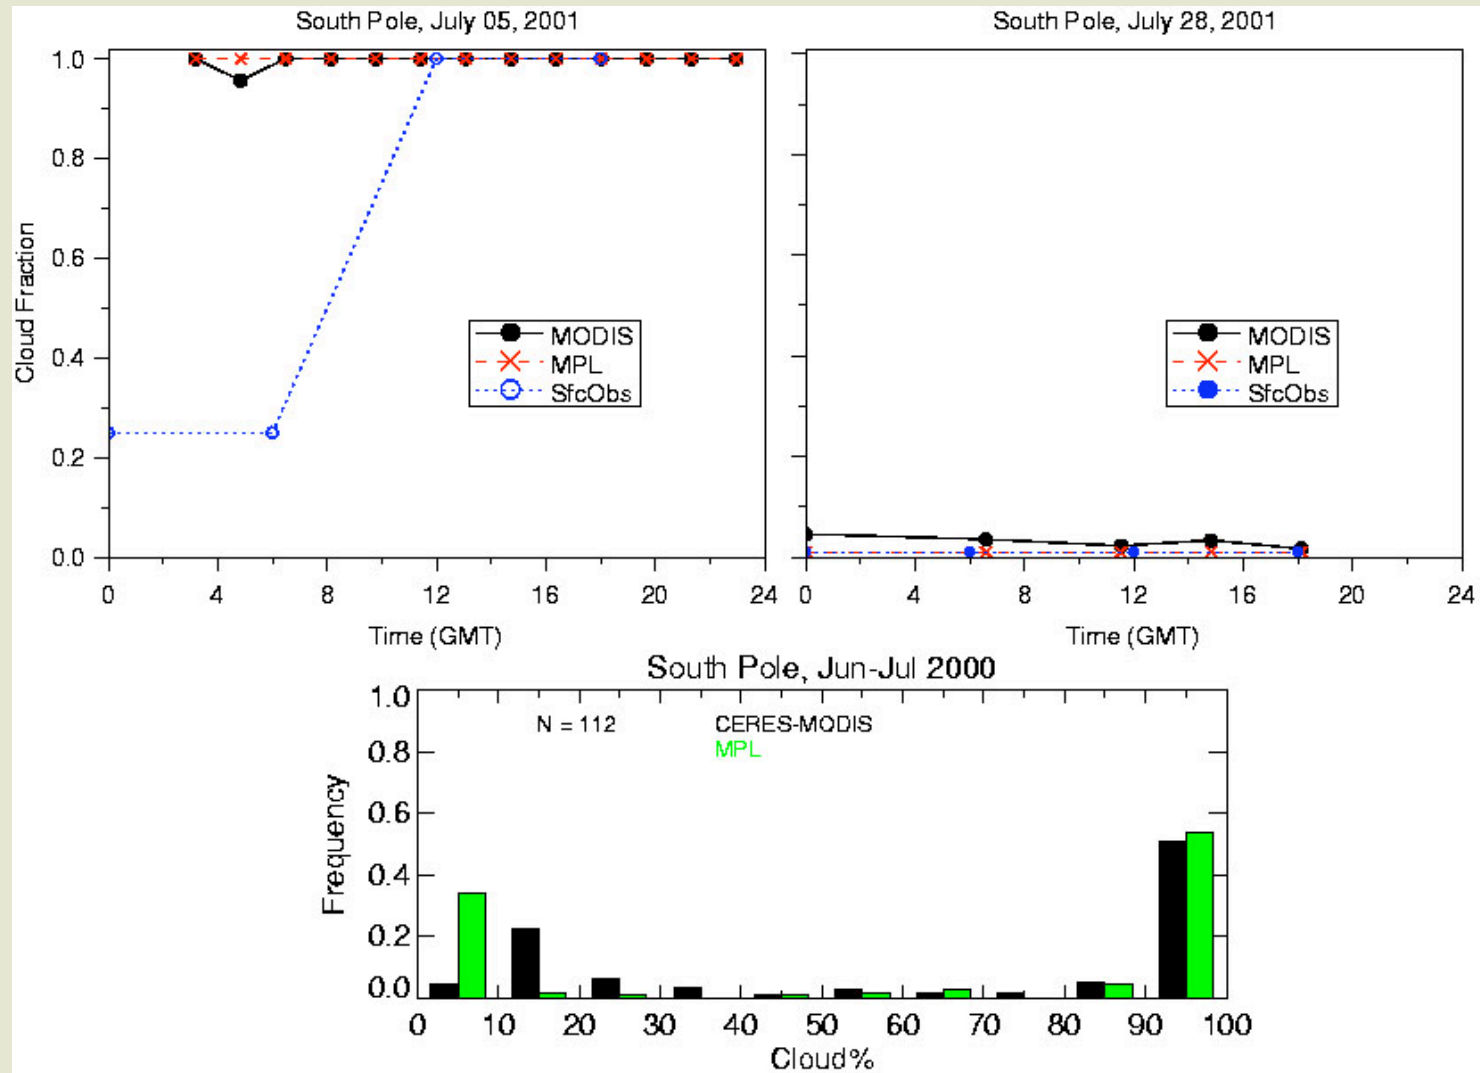 South Pole, July 05, 2001
1.0
0.8
0.6
0.4
0.2
0.0
Cloud Fraction
MODIS
MPL
SfcObs
0 4 8 12 16 20 24
Time (GMT)
South Pole, July 28, 2001
MODIS
MPL
SfcObs
0 4 8 12 16 20 24
Time (GMT)
South Pole, Jun-Jul 2000
1.0
0.8
0.6
0.4
0.2
0.0
Frequency
N = 112
CERES-MODIS
MPL
0 10 20 30 40 50 60 70 80 90 100
Cloud%